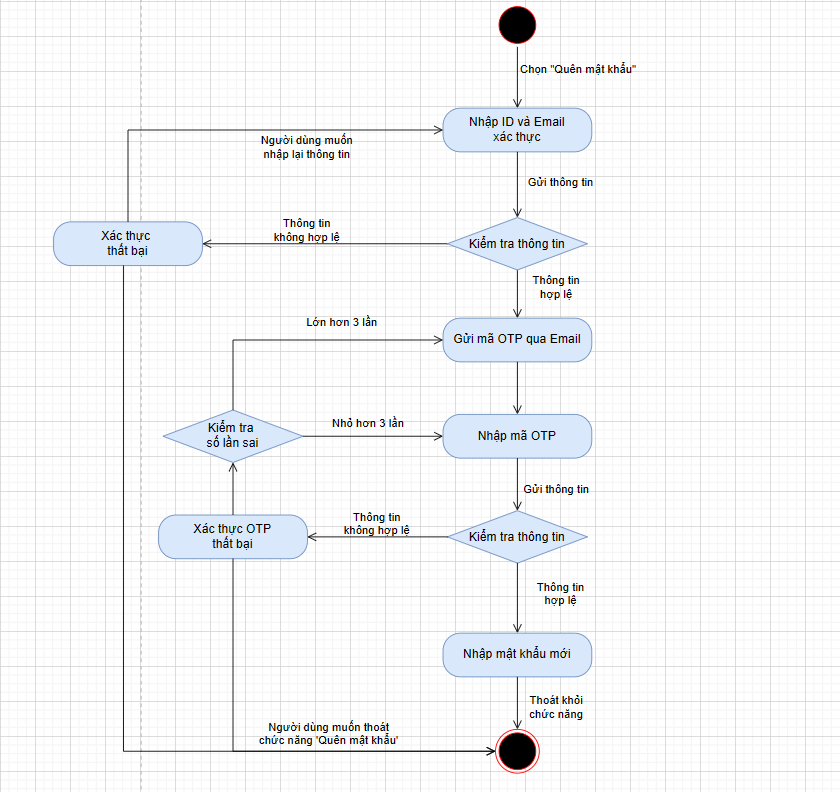 Chọn "Quên mật khẩu"
Nhập ID và Email
xác thực
Người dùng muốn
nhập lại thông tin
Gửi thông tin
Xác thực
thất bại
Thông tin
không hợp lệ
Kiểm tra thông tin
Thông tin
hợp lệ
Lớn hơn 3 lần
Gửi mã OTP qua Email
Kiểm tra
số lần sai
Nhỏ hơn 3 lần
Nhập mã OTP
Gửi thông tin
Xác thực OTP
thất bại
Thông tin
không hợp lệ
Kiểm tra thông tin
Thông tin
hợp lệ
Nhập mật khẩu mới
Thoát khỏi
chức năng
Người dùng muốn thoát
chức năng 'Quên mật khẩu'